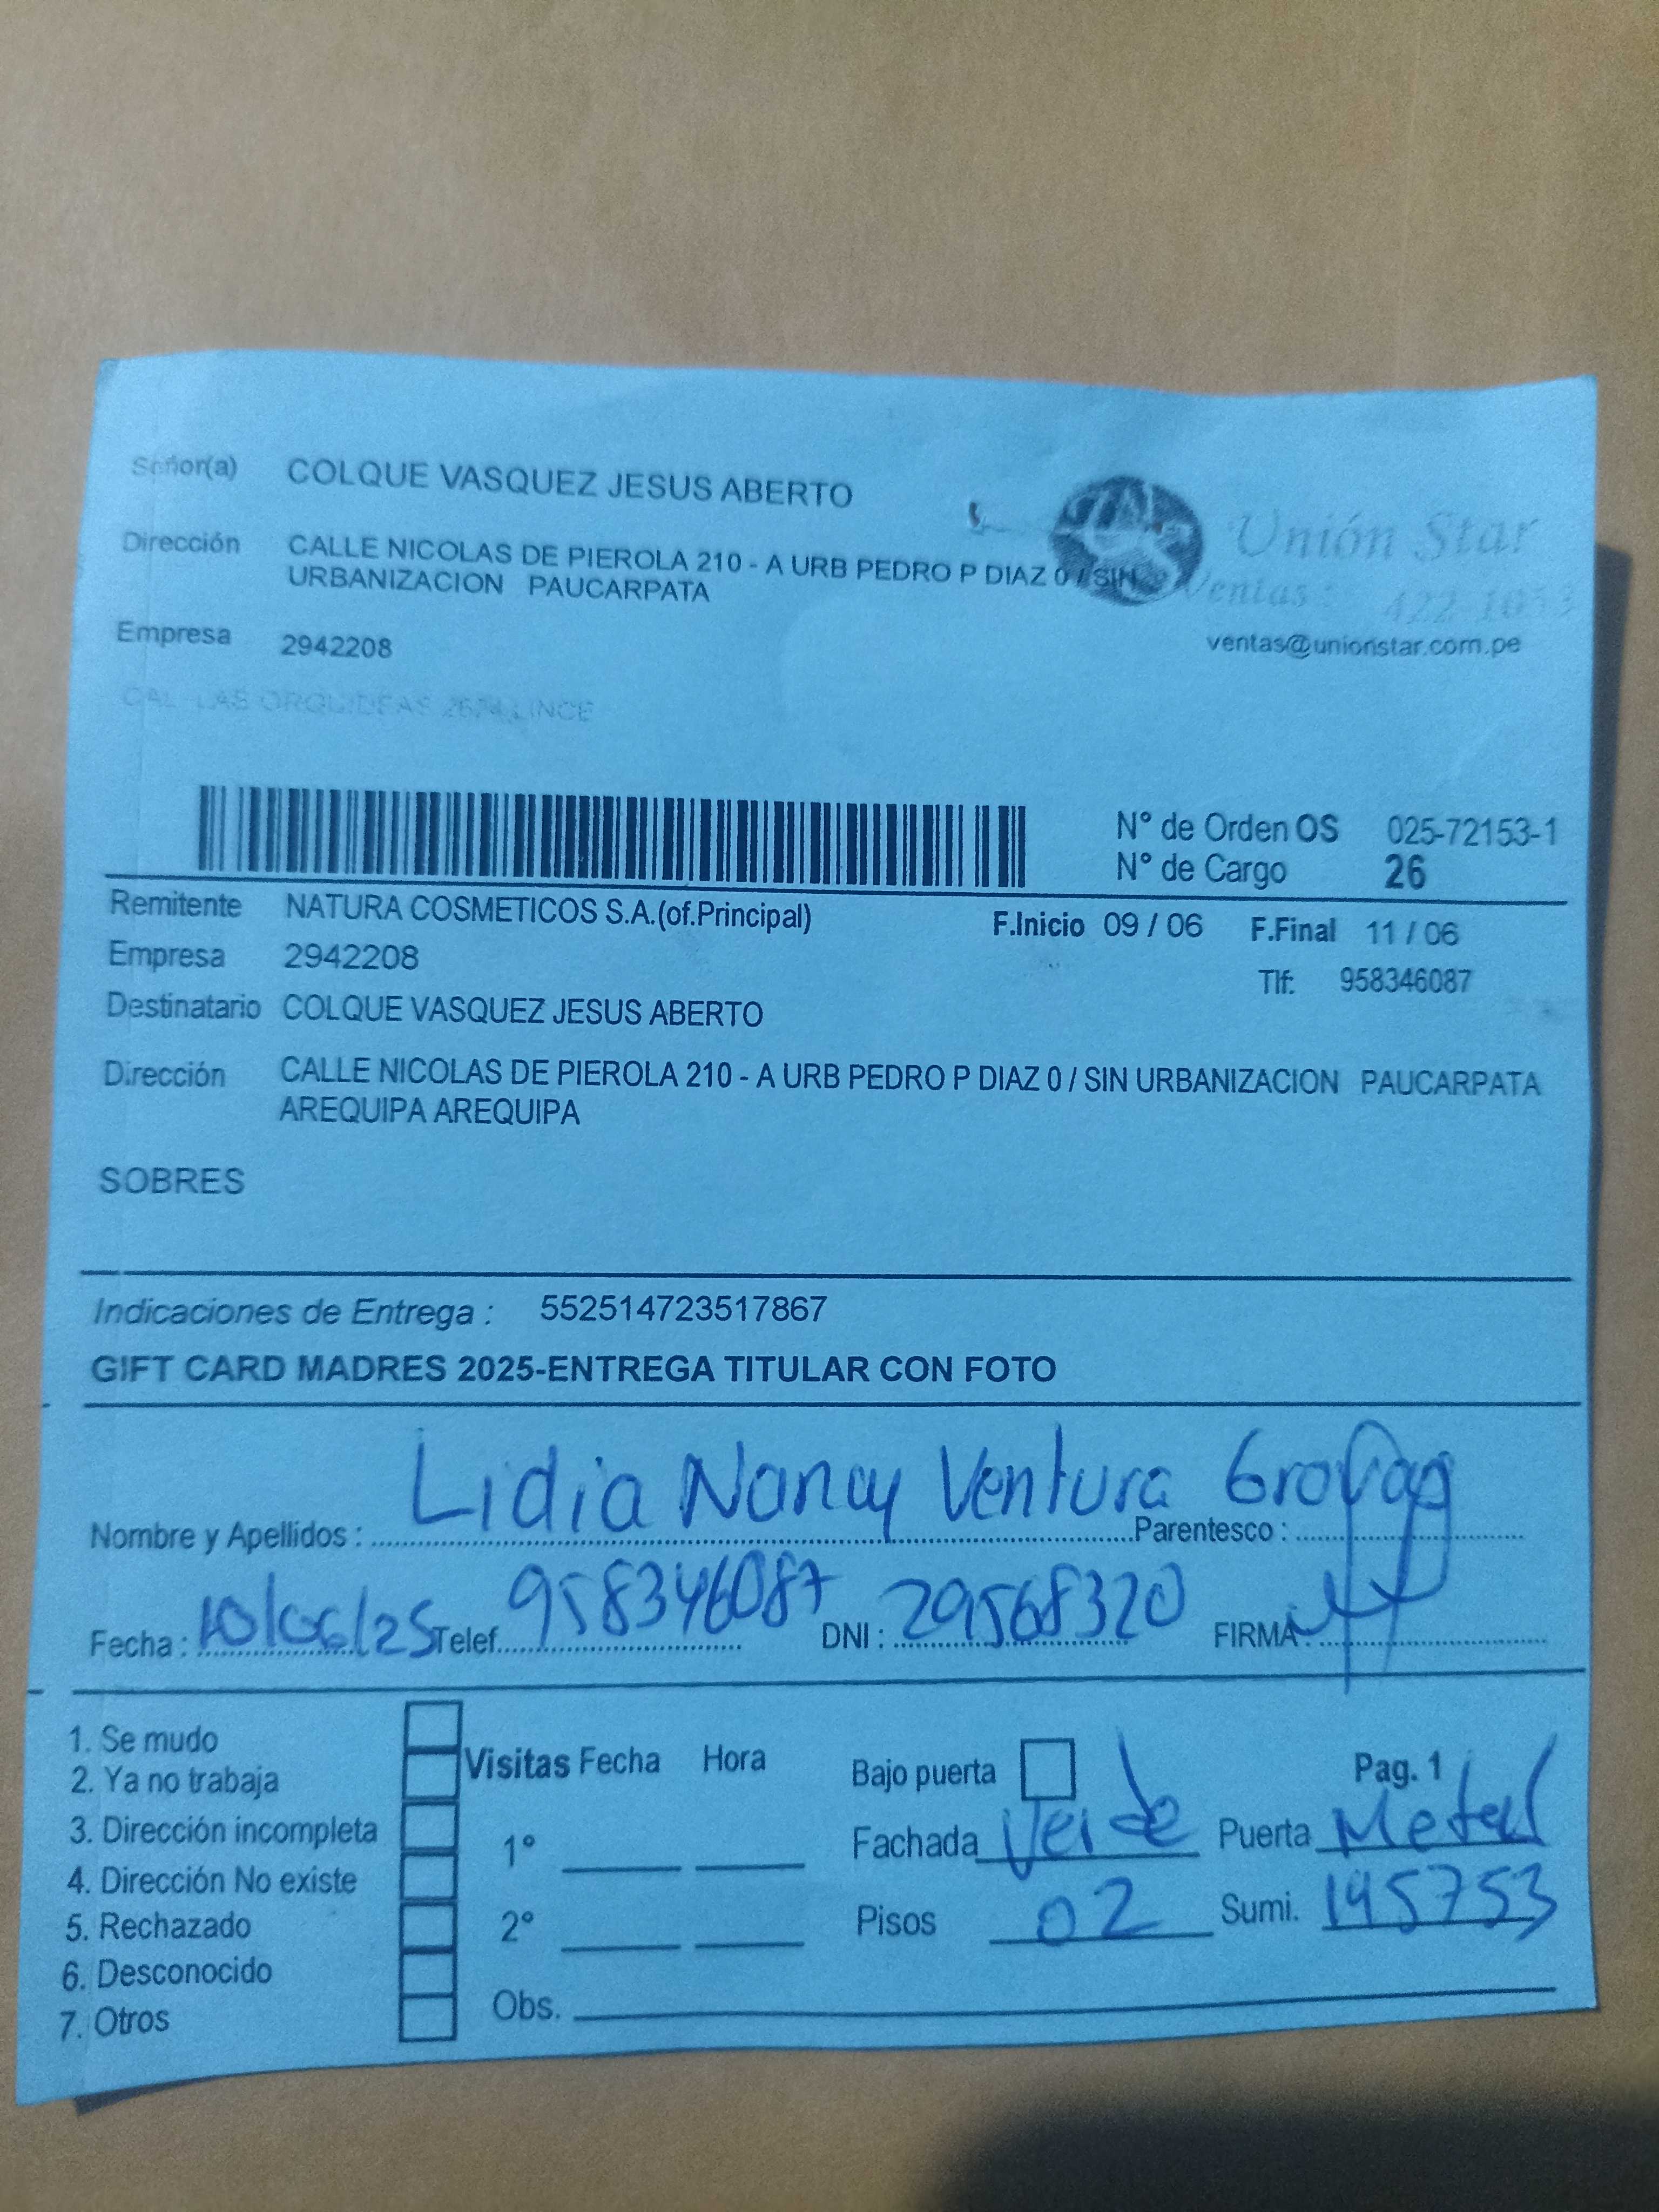 Señor(a) COLQUE VASQUEZ JESUS ABERTO
Unión Star
Dirección CALLE NICOLAS DE PIEROLA 210 - A URB PEDRO P DIAZ 0 / SIN
URBANIZACION PAUCARPATA
Ventas : 422-1053
Empresa 2942208
ventas@unionstar.com.pe
CAL LAS ORQUIDEAS 2674 LINCE
N° de Orden OS 025-72153-1
N° de Cargo 26
Remitente NATURA COSMETICOS S.A.(of.Principal) F.Inicio 09 / 06 F.Final 11 / 06
Empresa 2942208 Tlf: 958346087
Destinatario COLQUE VASQUEZ JESUS ABERTO
Dirección CALLE NICOLAS DE PIEROLA 210 - A URB PEDRO P DIAZ 0 / SIN URBANIZACION PAUCARPATA
AREQUIPA AREQUIPA
SOBRES
Indicaciones de Entrega : 552514723517867
GIFT CARD MADRES 2025-ENTREGA TITULAR CON FOTO
Nombre y Apellidos : Lidia Nancy Ventura Parentesco :
Fecha : 10/06/25 Telef. 958346087 DNI : 29568320 FIRMA :
1. Se mudo
2. Ya no trabaja
3. Dirección incompleta
4. Dirección No existe
5. Rechazado
6. Desconocido
7. Otros
Visitas Fecha Hora
1°
2°
Obs.
Bajo puerta Pag. 1
Fachada Verde Puerta Metal
Pisos 02 Sumi. 195753